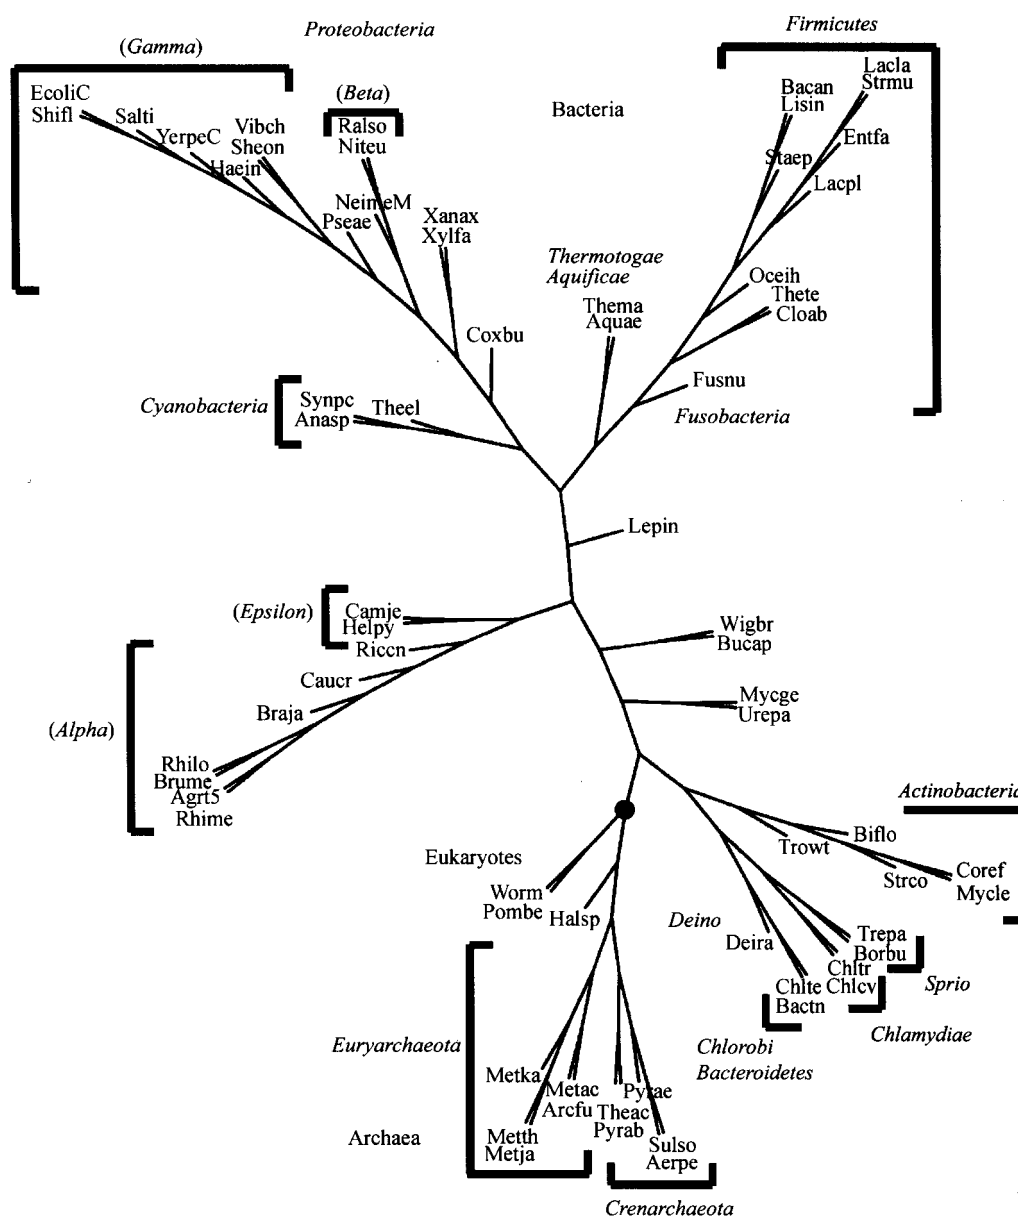 Proteobacteria
Firmicutes
(Gamma)
EcoliC
Shifl
Salti
YerpeC
Vibch
Sheon
Haein
(Beta)
Ralso
Niteu
NeimeM
Pseae
Xanax
Xylfa
Coxbu
Bacteria
Lacla
Strmu
Bacan
Lisin
Entfa
Staep
Lacpl
Thermotogae
Aquificae
Thema
Aquae
Oceih
Thete
Cloab
Fusnu
Fusobacteria
Cyanobacteria
Synpc
Anasp
Theel
Lepin
(Epsilon)
Camje
Helpy
Riccn
Caucr
Braja
(Alpha)
Rhilo
Brume
Agrt5
Rhime
Wigbr
Bucap
Mycge
Urepa
Actinobacteria
Trowt
Biflo
Strco
Coref
Mycle
Eukaryotes
Worm
Pombe
Halsp
Deino
Deira
Trepa
Borbu
Sprio
Chltr
Chlcv
Chlamydiae
Chlte
Bactn
Chlorobi
Bacteroidetes
Euryarchaeota
Metka
Metac
Arcfu
Theac
Pyrab
Pyrae
Archaea
Metth
Metja
Sulso
Aerpe
Crenarchaeota